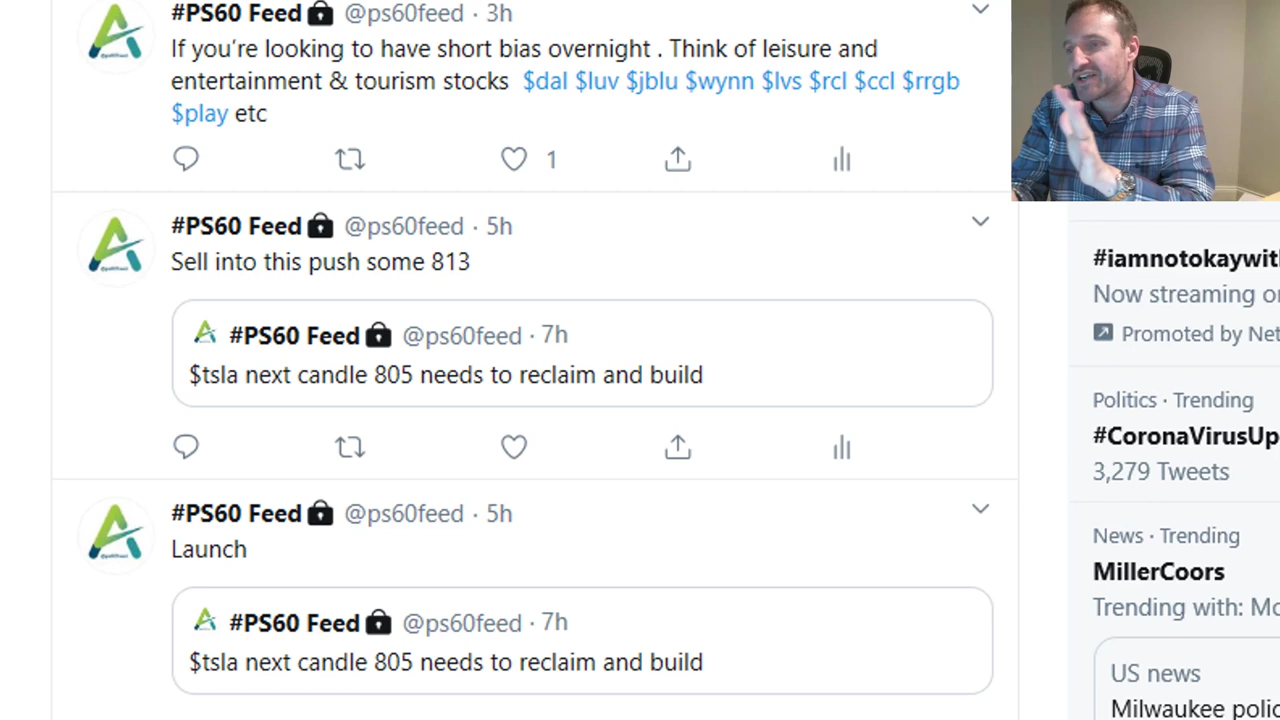 #PS60 Feed @ps60feed · 3h
If you're looking to have short bias overnight . Think of leisure and
entertainment & tourism stocks $dal $luv $jblu $wynn $lvs $rcl $ccl $rrgb
$play etc
1
#PS60 Feed @ps60feed · 5h
Sell into this push some 813
#PS60 Feed @ps60feed · 7h
$tsla next candle 805 needs to reclaim and build
#PS60 Feed @ps60feed · 5h
Launch
#PS60 Feed @ps60feed · 7h
$tsla next candle 805 needs to reclaim and build
#iamnotokaywit
Now streaming o
Promoted by Net
Politics · Trending
#CoronaVirusUp
3,279 Tweets
News · Trending
MillerCoors
Trending with: Mo
US news
Milwaukee polic